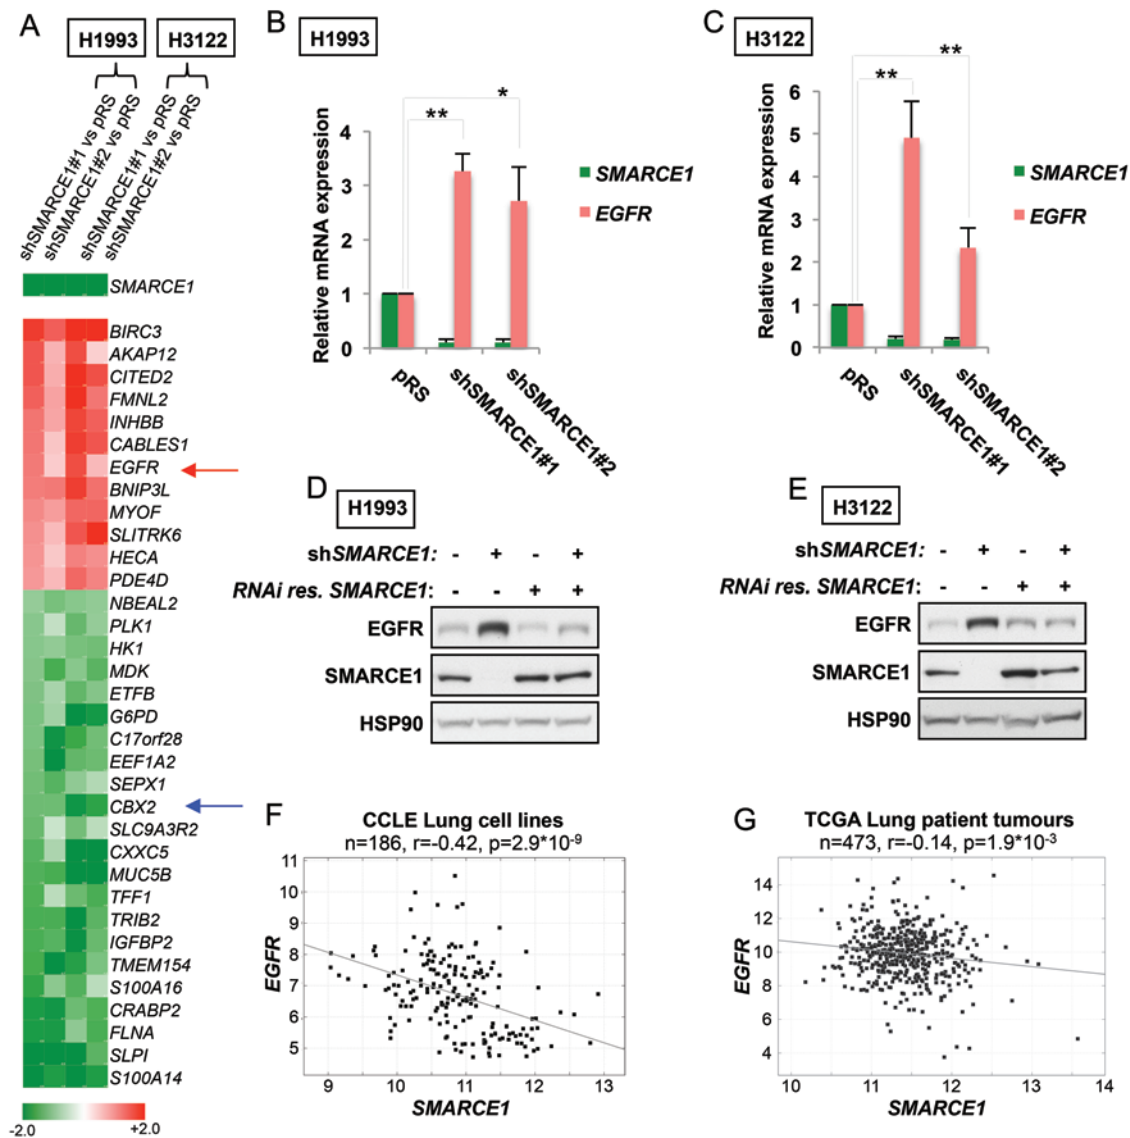 A
H1993
H3122
shSMARCE1#1 vs pRS
shSMARCE1#2 vs pRS
shSMARCE1#1 vs pRS
shSMARCE1#2 vs pRS
SMARCE1
BIRC3
AKAP12
CITED2
FMNL2
INHBB
CABLES1
EGFR
BNIP3L
MYOF
SLITRK6
HECA
PDE4D
NBEAL2
PLK1
HK1
MDK
ETFB
G6PD
C17orf28
EEF1A2
SEPX1
CBX2
SLC9A3R2
CXXC5
MUC5B
TFF1
TRIB2
IGFBP2
TMEM154
S100A16
CRABP2
FLNA
SLPI
S100A14
-2.0
+2.0
B
H1993
Relative mRNA expression
4
3
2
1
0
**
*
SMARCE1
EGFR
pRS
shSMARCE1#1
shSMARCE1#2
C
H3122
Relative mRNA expression
6
5
4
3
2
1
0
**
**
SMARCE1
EGFR
pRS
shSMARCE1#1
shSMARCE1#2
D
H1993
shSMARCE1: - + - +
RNAi res. SMARCE1: - - + +
EGFR
SMARCE1
HSP90
E
H3122
shSMARCE1: - + - +
RNAi res. SMARCE1: - - + +
EGFR
SMARCE1
HSP90
F
CCLE Lung cell lines
n=186, r=-0.42, p=2.9*10-9
EGFR
11
10
9
8
7
6
5
9 10 11 12 13
SMARCE1
G
TCGA Lung patient tumours
n=473, r=-0.14, p=1.9*10-3
EGFR
14
12
10
8
6
4
10 11 12 13 14
SMARCE1